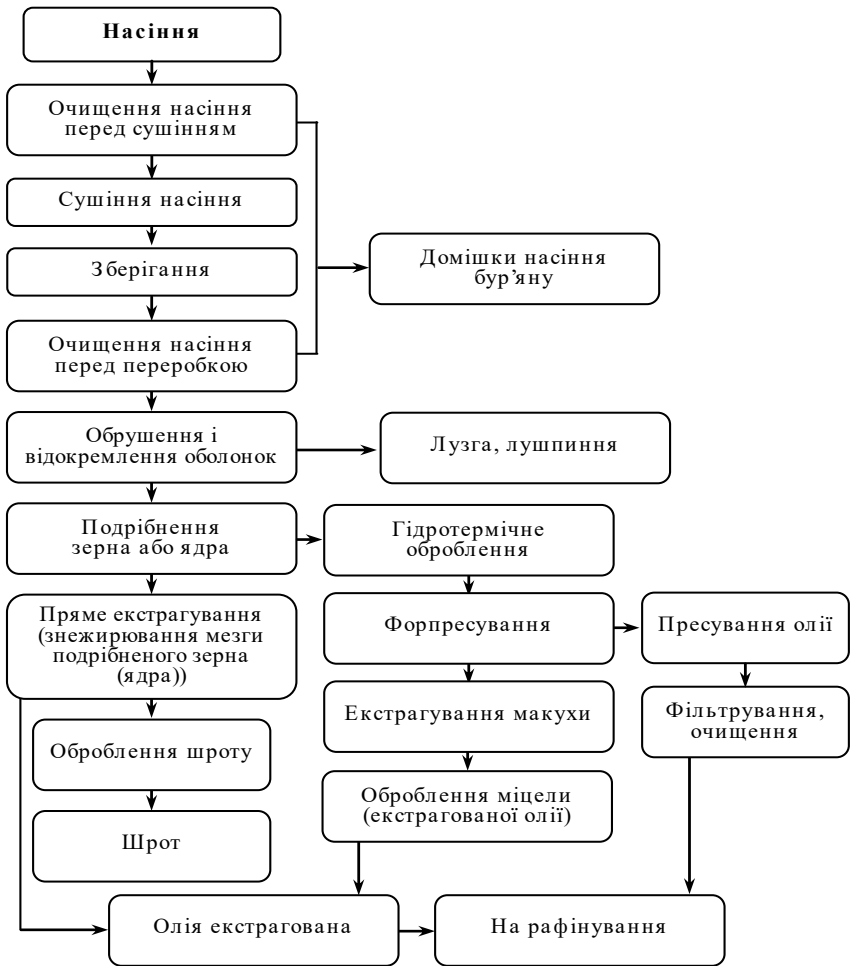 Насіння
Очищення насіння
перед сушінням
Сушіння насіння
Зберігання
Домішки насіння
бур’яну
Очищення насіння
перед переробкою
Обрушення і
відокремлення оболонок
Лузга, лушпиння
Подрібнення
зерна або ядра
Гідротермічне
оброблення
Пряме екстрагування
(знежирювання мезги
подрібненого зерна
(ядра))
Форпресування
Пресування олії
Екстрагування макухи
Фільтрування,
очищення
Оброблення шроту
Оброблення міцели
(екстрагованої олії)
Шрот
Олія екстрагована
На рафінування